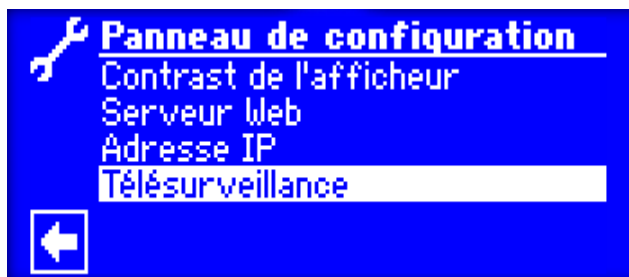 Panneau de configuration
Contrast de l'afficheur
Serveur Web
Adresse IP
Télésurveillance